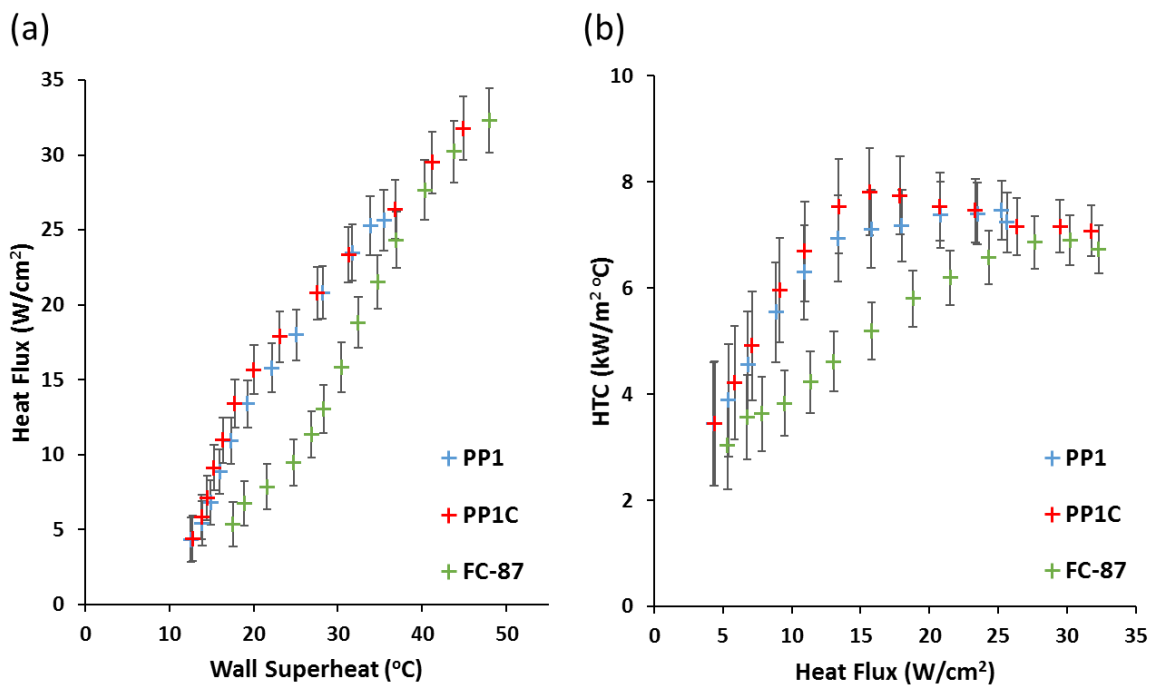 (a)
Heat Flux (W/cm²)
35
30
25
20
15
10
5
0
0 10 20 30 40 50
Wall Superheat (°C)
PP1
PP1C
FC-87
(b)
HTC (kW/m² °C)
10
8
6
4
2
0
0 5 10 15 20 25 30 35
Heat Flux (W/cm²)
PP1
PP1C
FC-87